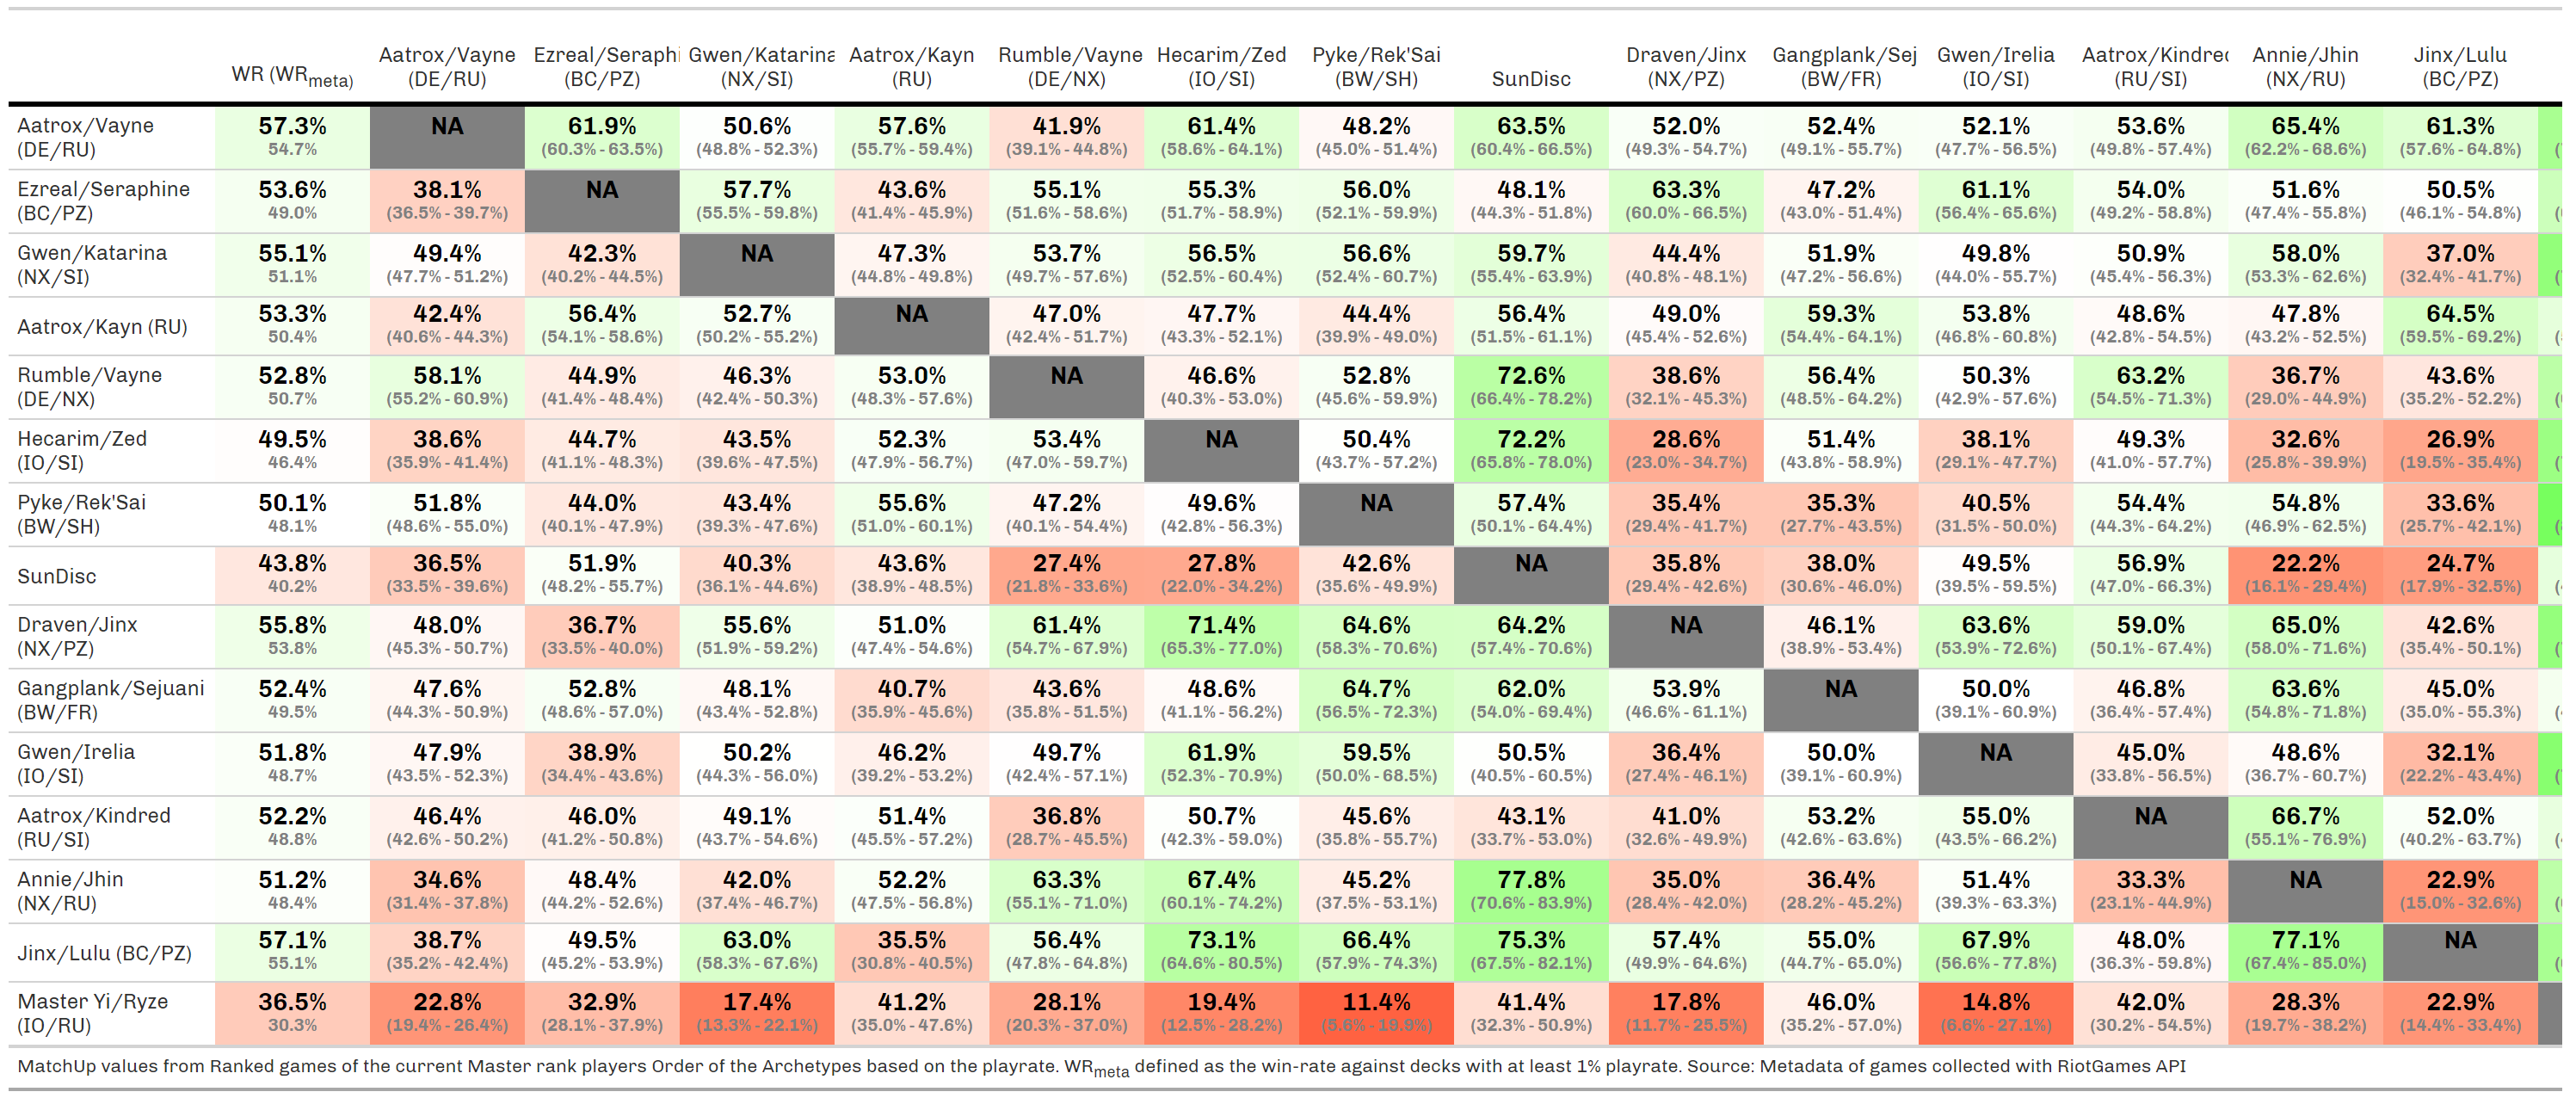 WR (WRmeta) Aatrox/Vayne (DE/RU) Ezreal/Seraphi (BC/PZ) Gwen/Katarina (NX/SI) Aatrox/Kayn (RU) Rumble/Vayne (DE/NX) Hecarim/Zed (IO/SI) Pyke/Rek'Sai (BW/SH) SunDisc Draven/Jinx (NX/PZ) Gangplank/Sej (BW/FR) Gwen/Irelia (IO/SI) Aatrox/Kindred (RU/SI) Annie/Jhin (NX/RU) Jinx/Lulu (BC/PZ)
Aatrox/Vayne 57.3% NA 61.9% 50.6% 57.6% 41.9% 61.4% 48.2% 63.5% 52.0% 52.4% 52.1% 53.6% 65.4% 61.3%
(DE/RU) 54.7% (60.3% - 63.5%) (48.8% - 52.3%) (55.7% - 59.4%) (39.1% - 44.8%) (58.6% - 64.1%) (45.0% - 51.4%) (60.4% - 66.5%) (49.3% - 54.7%) (49.1% - 55.7%) (47.7% - 56.5%) (49.8% - 57.4%) (62.2% - 68.6%) (57.6% - 64.8%)
Ezreal/Seraphine 53.6% 38.1% NA 57.7% 43.6% 55.1% 55.3% 56.0% 48.1% 63.3% 47.2% 61.1% 54.0% 51.6% 50.5%
(BC/PZ) 49.0% (36.5% - 39.7%) (55.5% - 59.8%) (41.4% - 45.9%) (51.6% - 58.6%) (51.7% - 58.9%) (52.1% - 59.9%) (44.3% - 51.8%) (60.0% - 66.5%) (43.0% - 51.4%) (56.4% - 65.6%) (49.2% - 58.8%) (47.4% - 55.8%) (46.1% - 54.8%)
Gwen/Katarina 55.1% 49.4% 42.3% NA 47.3% 53.7% 56.5% 56.6% 59.7% 44.4% 51.9% 49.8% 50.9% 58.0% 37.0%
(NX/SI) 51.1% (47.7% - 51.2%) (40.2% - 44.5%) (44.8% - 49.8%) (49.7% - 57.6%) (52.5% - 60.4%) (52.4% - 60.7%) (55.4% - 63.9%) (40.8% - 48.1%) (47.2% - 56.6%) (44.0% - 55.7%) (45.4% - 56.3%) (53.3% - 62.6%) (32.4% - 41.7%)
Aatrox/Kayn (RU) 53.3% 42.4% 56.4% 52.7% NA 47.0% 47.7% 44.4% 56.4% 49.0% 59.3% 53.8% 48.6% 47.8% 64.5%
50.4% (40.6% - 44.3%) (54.1% - 58.6%) (50.2% - 55.2%) (42.4% - 51.7%) (43.3% - 52.1%) (39.9% - 49.0%) (51.5% - 61.1%) (45.4% - 52.6%) (54.4% - 64.1%) (46.8% - 60.8%) (42.8% - 54.5%) (43.2% - 52.5%) (59.5% - 69.2%)
Rumble/Vayne 52.8% 58.1% 44.9% 46.3% 53.0% NA 46.6% 52.8% 72.6% 38.6% 56.4% 50.3% 63.2% 36.7% 43.6%
(DE/NX) 50.7% (55.2% - 60.9%) (41.4% - 48.4%) (42.4% - 50.3%) (48.3% - 57.6%) (40.3% - 53.0%) (45.6% - 59.9%) (66.4% - 78.2%) (32.1% - 45.3%) (48.5% - 64.2%) (42.9% - 57.6%) (54.5% - 71.3%) (29.0% - 44.9%) (35.2% - 52.2%)
Hecarim/Zed 49.5% 38.6% 44.7% 43.5% 52.3% 53.4% NA 50.4% 72.2% 28.6% 51.4% 38.1% 49.3% 32.6% 26.9%
(IO/SI) 46.4% (35.9% - 41.4%) (41.1% - 48.3%) (39.6% - 47.5%) (47.9% - 56.7%) (47.0% - 59.7%) (43.7% - 57.2%) (65.8% - 78.0%) (23.0% - 34.7%) (43.8% - 58.9%) (29.1% - 47.7%) (41.0% - 57.7%) (25.8% - 39.9%) (19.5% - 35.4%)
Pyke/Rek'Sai 50.1% 51.8% 44.0% 43.4% 55.6% 47.2% 49.6% NA 57.4% 35.4% 35.3% 40.5% 54.4% 54.8% 33.6%
(BW/SH) 48.1% (48.6% - 55.0%) (40.1% - 47.9%) (39.3% - 47.6%) (51.0% - 60.1%) (40.1% - 54.4%) (42.8% - 56.3%) (50.1% - 64.4%) (29.4% - 41.7%) (27.7% - 43.5%) (31.5% - 50.0%) (44.3% - 64.2%) (46.9% - 62.5%) (25.7% - 42.1%)
SunDisc 43.8% 36.5% 51.9% 40.3% 43.6% 27.4% 27.8% 42.6% NA 35.8% 38.0% 49.5% 56.9% 22.2% 24.7%
40.2% (33.5% - 39.6%) (48.2% - 55.7%) (36.1% - 44.6%) (38.9% - 48.5%) (21.8% - 33.6%) (22.0% - 34.2%) (35.6% - 49.9%) (29.4% - 42.6%) (30.6% - 46.0%) (39.5% - 59.5%) (47.0% - 66.3%) (16.1% - 29.4%) (17.9% - 32.5%)
Draven/Jinx 55.8% 48.0% 36.7% 55.6% 51.0% 61.4% 71.4% 64.6% 64.2% NA 46.1% 63.6% 59.0% 65.0% 42.6%
(NX/PZ) 53.8% (45.3% - 50.7%) (33.5% - 40.0%) (51.9% - 59.2%) (47.4% - 54.6%) (54.7% - 67.9%) (65.3% - 77.0%) (58.3% - 70.6%) (57.4% - 70.6%) (38.9% - 53.4%) (53.9% - 72.6%) (50.1% - 67.4%) (58.0% - 71.6%) (35.4% - 50.1%)
Gangplank/Sejuani 52.4% 47.6% 52.8% 48.1% 40.7% 43.6% 48.6% 64.7% 62.0% 53.9% NA 50.0% 46.8% 63.6% 45.0%
(BW/FR) 49.5% (44.3% - 50.9%) (48.6% - 57.0%) (43.4% - 52.8%) (35.9% - 45.6%) (35.8% - 51.5%) (41.1% - 56.2%) (56.5% - 72.3%) (54.0% - 69.4%) (46.6% - 61.1%) (39.1% - 60.9%) (36.4% - 57.4%) (54.8% - 71.8%) (35.0% - 55.3%)
Gwen/Irelia 51.8% 47.9% 38.9% 50.2% 46.2% 49.7% 61.9% 59.5% 50.5% 36.4% 50.0% NA 45.0% 48.6% 32.1%
(IO/SI) 48.7% (43.5% - 52.3%) (34.4% - 43.6%) (44.3% - 56.0%) (39.2% - 53.2%) (42.4% - 57.1%) (52.3% - 70.9%) (50.0% - 68.5%) (40.5% - 60.5%) (27.4% - 46.1%) (39.1% - 60.9%) (33.8% - 56.5%) (36.7% - 60.7%) (22.2% - 43.4%)
Aatrox/Kindred 52.2% 46.4% 46.0% 49.1% 51.4% 36.8% 50.7% 45.6% 43.1% 41.0% 53.2% 55.0% NA 66.7% 52.0%
(RU/SI) 48.8% (42.6% - 50.2%) (41.2% - 50.8%) (43.7% - 54.6%) (45.5% - 57.2%) (28.7% - 45.5%) (42.3% - 59.0%) (35.8% - 55.7%) (33.7% - 53.0%) (32.6% - 49.9%) (42.6% - 63.6%) (43.5% - 66.2%) (55.1% - 76.9%) (40.2% - 63.7%)
Annie/Jhin 51.2% 34.6% 48.4% 42.0% 52.2% 63.3% 67.4% 45.2% 77.8% 35.0% 36.4% 51.4% 33.3% NA 22.9%
(NX/RU) 48.4% (31.4% - 37.8%) (44.2% - 52.6%) (37.4% - 46.7%) (47.5% - 56.8%) (55.1% - 71.0%) (60.1% - 74.2%) (37.5% - 53.1%) (70.6% - 83.9%) (28.4% - 42.0%) (28.2% - 45.2%) (39.3% - 63.3%) (23.1% - 44.9%) (15.0% - 32.6%)
Jinx/Lulu (BC/PZ) 57.1% 38.7% 49.5% 63.0% 35.5% 56.4% 73.1% 66.4% 75.3% 57.4% 55.0% 67.9% 48.0% 77.1% NA
55.1% (35.2% - 42.4%) (45.2% - 53.9%) (58.3% - 67.6%) (30.8% - 40.5%) (47.8% - 64.8%) (64.6% - 80.5%) (57.9% - 74.3%) (67.5% - 82.1%) (49.9% - 64.6%) (44.7% - 65.0%) (56.6% - 77.8%) (36.3% - 59.8%) (67.4% - 85.0%)
Master Yi/Ryze 36.5% 22.8% 32.9% 17.4% 41.2% 28.1% 19.4% 11.4% 41.4% 17.8% 46.0% 14.8% 42.0% 28.3% 22.9%
(IO/RU) 30.3% (19.4% - 26.4%) (28.1% - 37.9%) (13.3% - 22.1%) (35.0% - 47.6%) (20.3% - 37.0%) (12.5% - 28.2%) (5.6% - 19.9%) (32.3% - 50.9%) (11.7% - 25.5%) (35.2% - 57.0%) (6.6% - 27.1%) (30.2% - 54.5%) (19.7% - 38.2%) (14.4% - 33.4%)
MatchUp values from Ranked games of the current Master rank players Order of the Archetypes based on the playrate. WRmeta defined as the win-rate against decks with at least 1% playrate. Source: Metadata of games collected with RiotGames API